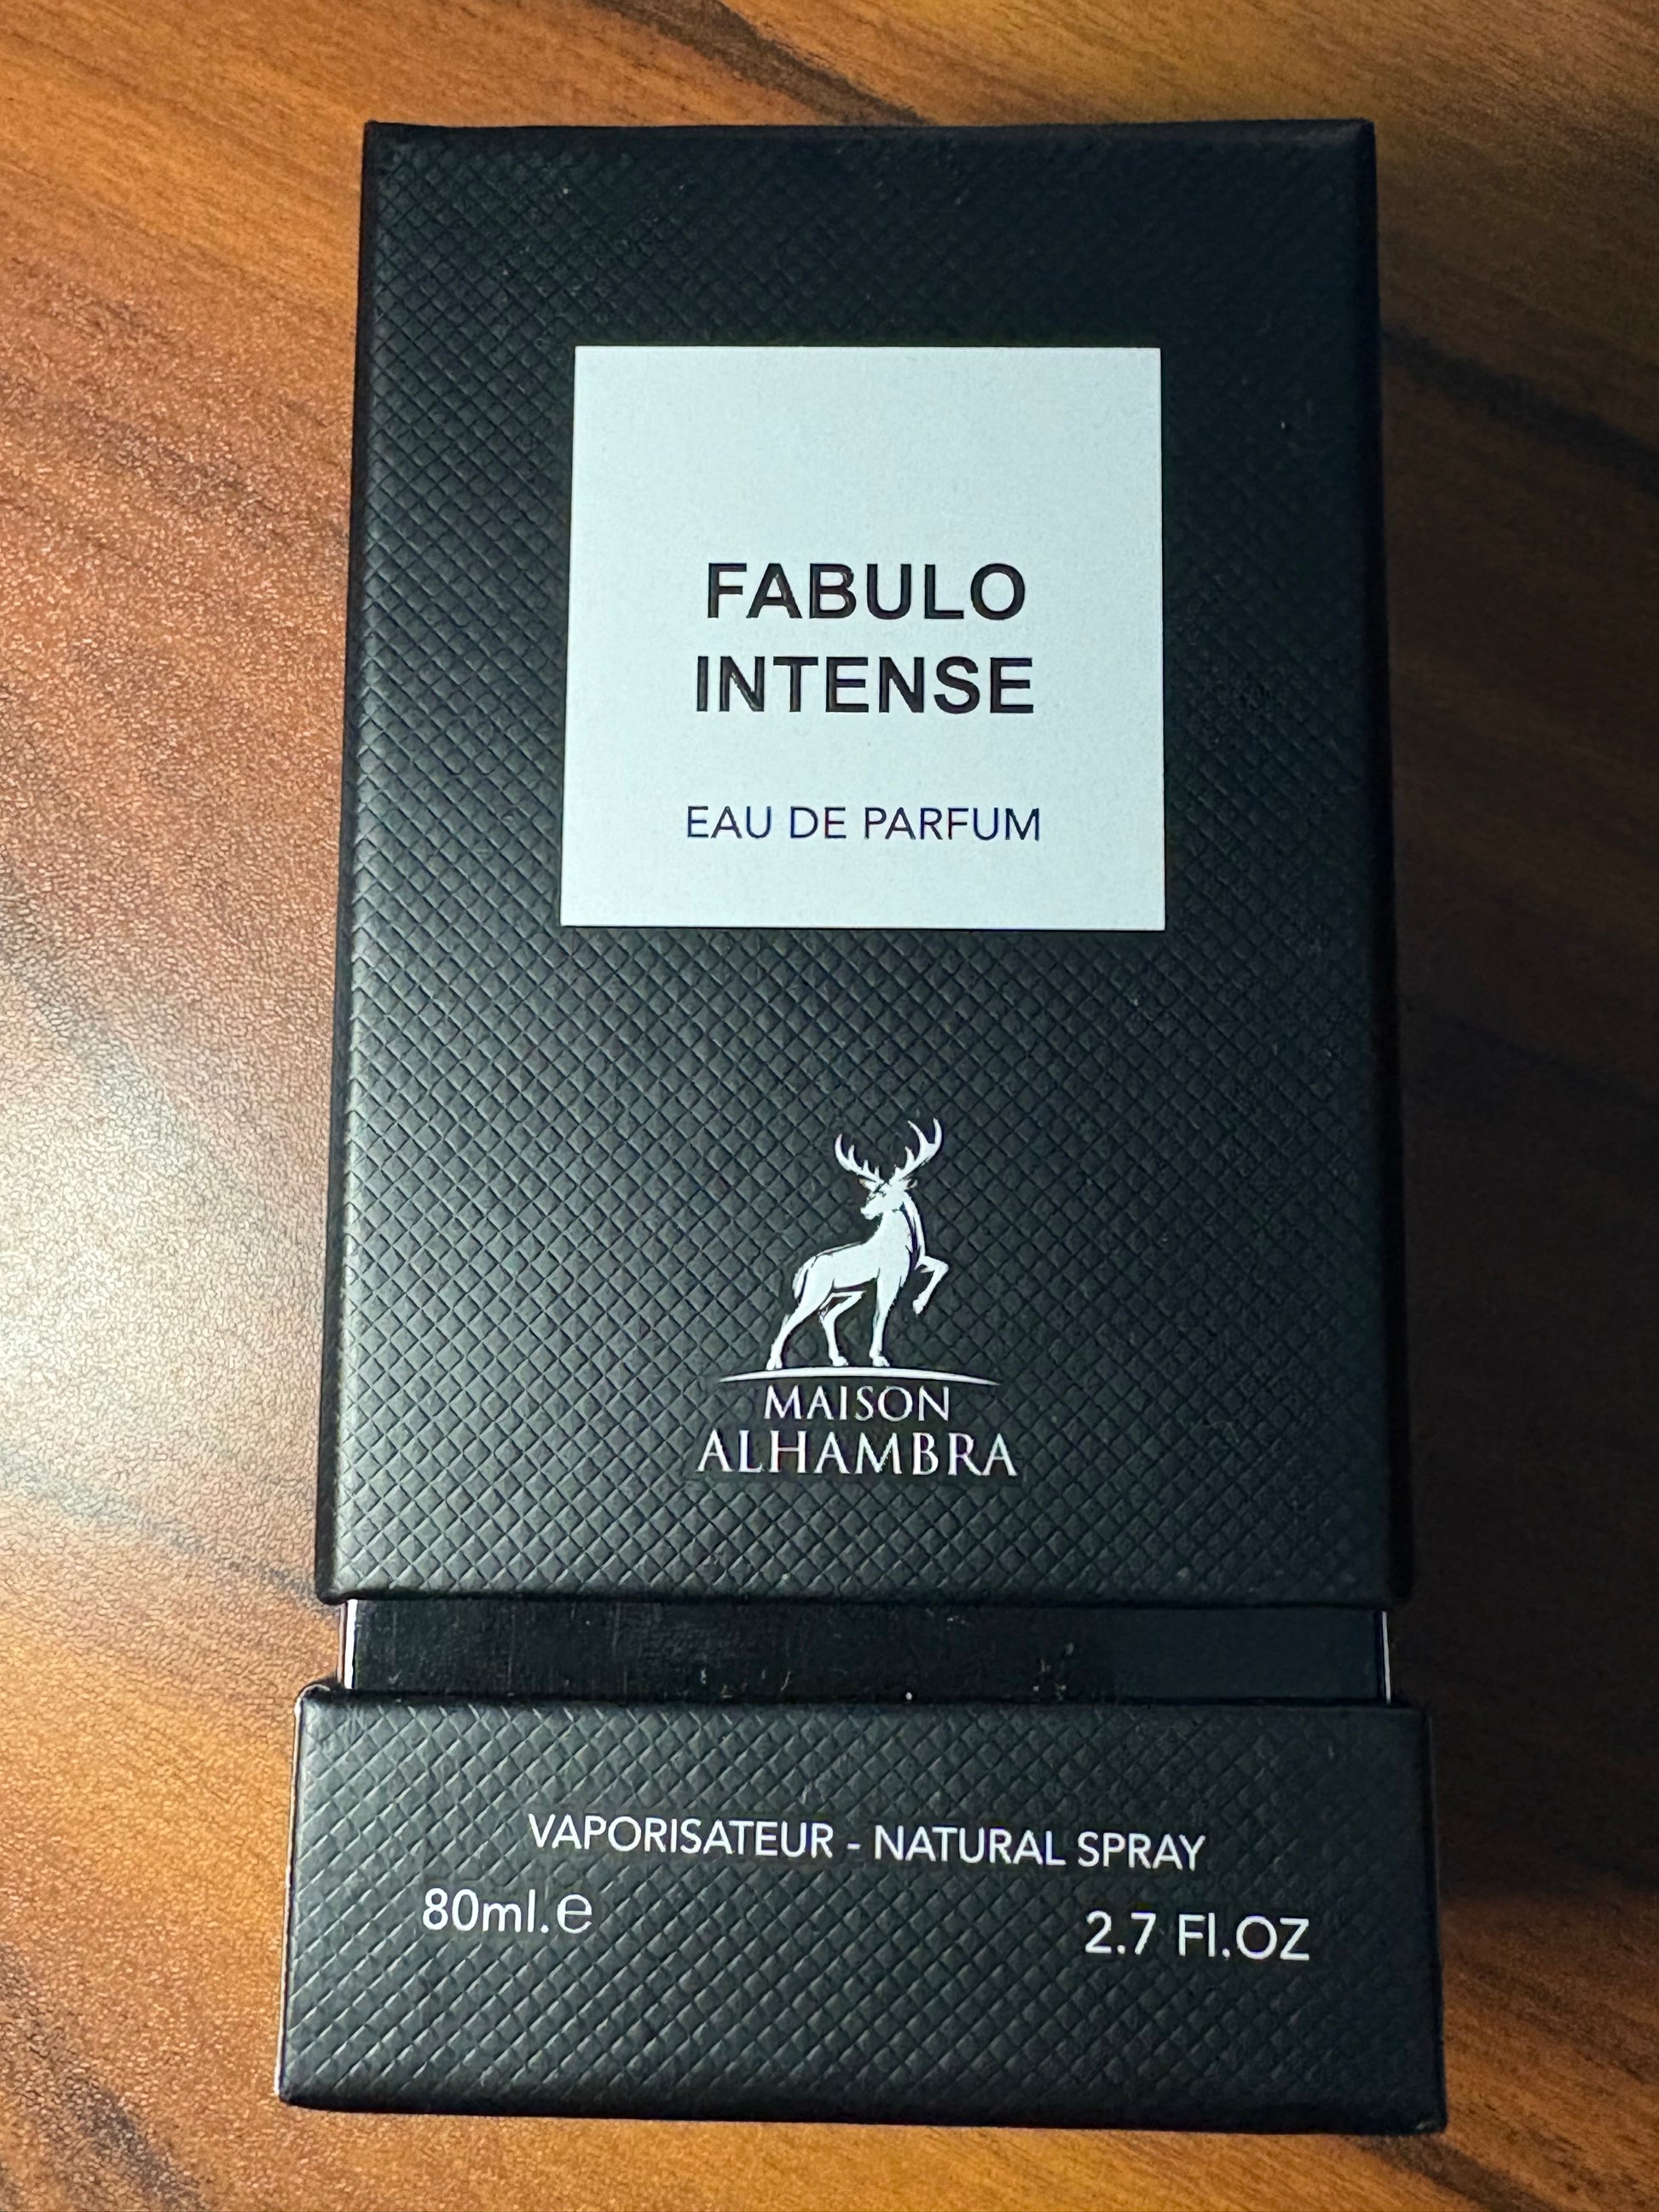 FABULO
INTENSE
EAU DE PARFUM
MAISON
ALHAMBRA
VAPORISATEUR - NATURAL SPRAY
80ml.e
2.7 Fl.OZ